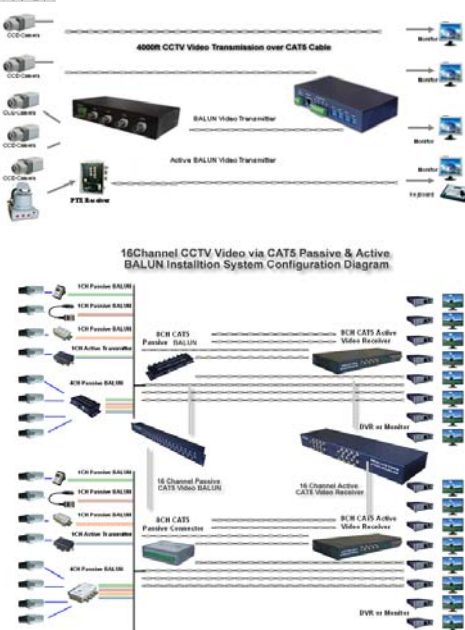 CCD Camera
4000ft CCTV Video Transmission over CAT5 Cable
Monitor
CCD Camera
Monitor
CCD Camera
BALUN Video Transmitter
Monitor
CCD Camera
Active BALUN Video Transmitter
Monitor
PTZ Receiver
Keyboard
16Channel CCTV Video via CAT5 Passive & Active
BALUN Installtion System Configuration Diagram
1CH Passive BALUN
1CH Passive BALUN
1CH Passive BALUN
8CH CAT5
Passive BALUN
8CH CAT5 Active
Video Receiver
1CH Active Transmitter
4CH Passive BALUN
DVR or Monitor
16 Channel Passive
CAT5 Video BALUN
16 Channel Active
CAT5 Video Receiver
1CH Passive BALUN
1CH Passive BALUN
1CH Passive BALUN
8CH CAT5
Passive Connector
8CH CAT5 Active
Video Receiver
1CH Active Transmitter
4CH Passive BALUN
DVR or Monitor